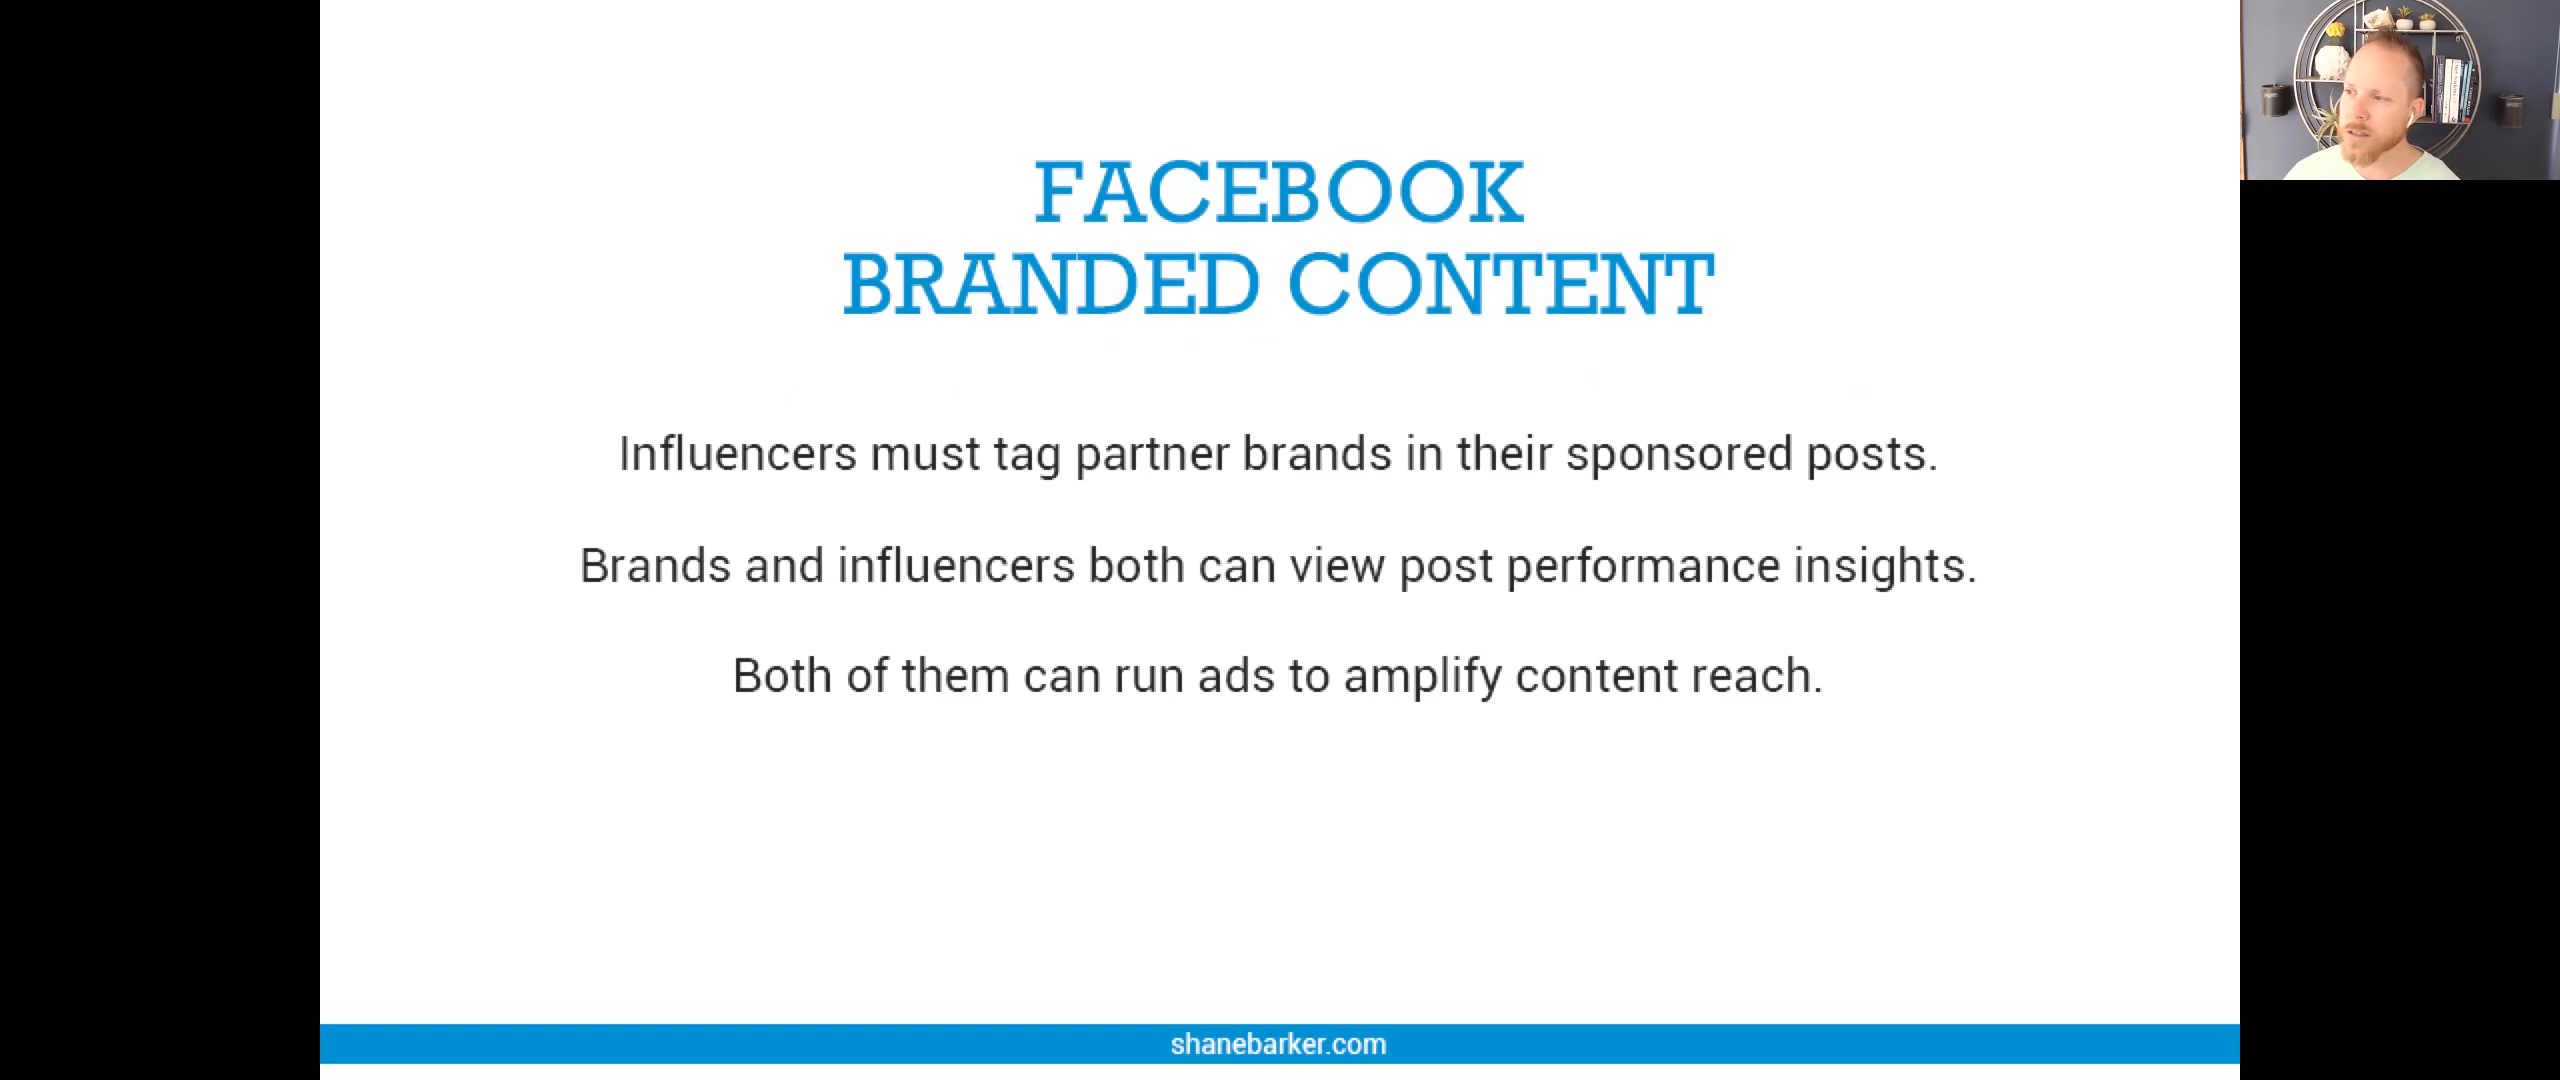 FACEBOOK
BRANDED CONTENT
Influencers must tag partner brands in their sponsored posts.
Brands and influencers both can view post performance insights.
Both of them can run ads to amplify content reach.
shanebarker.com